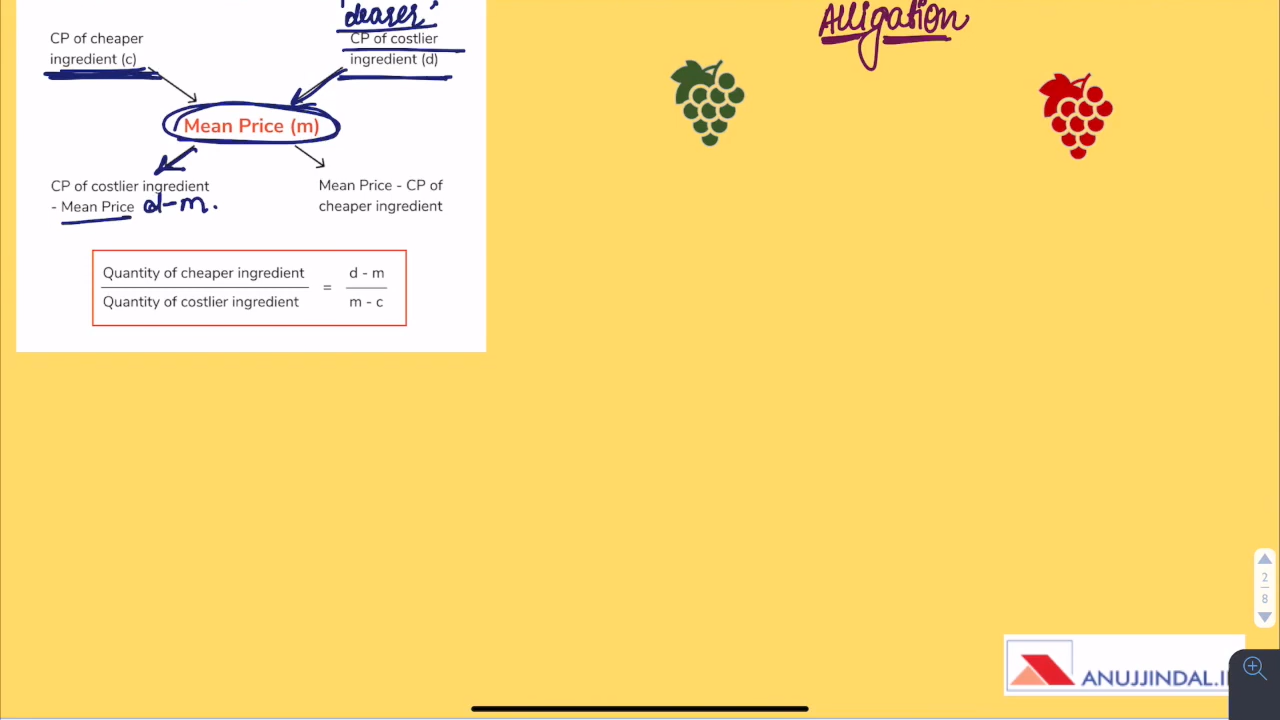 dearer
Alligation
CP of cheaper
ingredient (c)
CP of costlier
ingredient (d)
Mean Price (m)
CP of costlier ingredient
- Mean Price d-m.
Mean Price - CP of
cheaper ingredient
Quantity of cheaper ingredient
Quantity of costlier ingredient
=
d - m
m - c
2
8
ANUJJINDAL.I